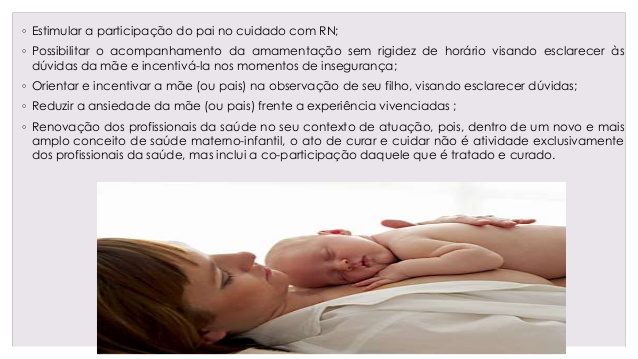 ◦ Estimular a participação do pai no cuidado com RN;
◦ Possibilitar o acompanhamento da amamentação sem rigidez de horário visando esclarecer às
dúvidas da mãe e incentivá-la nos momentos de insegurança;
◦ Orientar e incentivar a mãe (ou pais) na observação de seu filho, visando esclarecer dúvidas;
◦ Reduzir a ansiedade da mãe (ou pais) frente a experiência vivenciadas ;
◦ Renovação dos profissionais da saúde no seu contexto de atuação, pois, dentro de um novo e mais
amplo conceito de saúde materno-infantil, o ato de curar e cuidar não é atividade exclusivamente
dos profissionais da saúde, mas inclui a co-participação daquele que é tratado e curado.